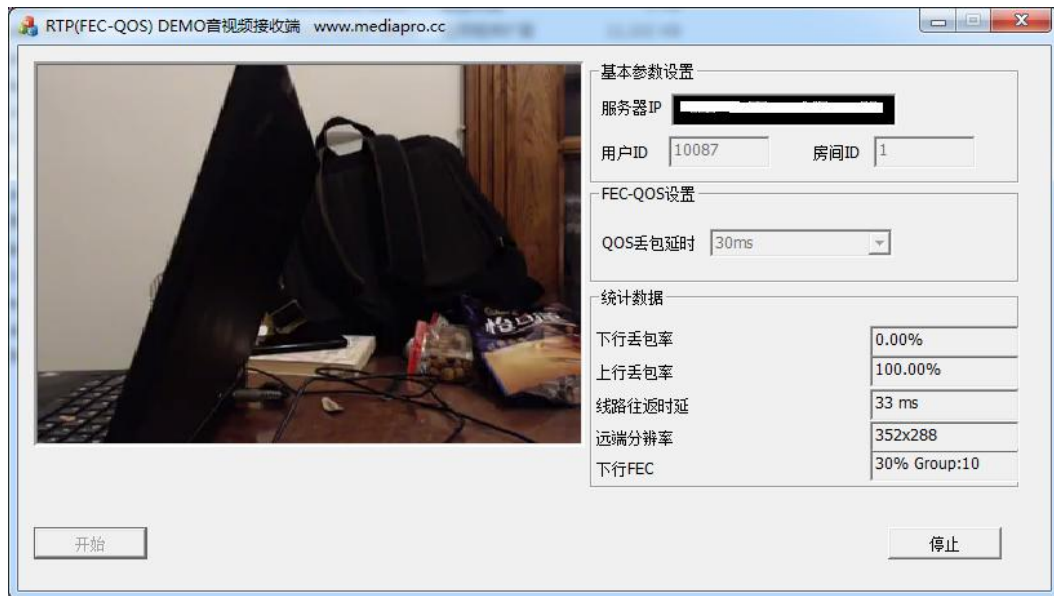 RTP(FEC-QOS) DEMO音视频接收端 www.mediapro.cc
基本参数设置
服务器IP
用户ID 10087 房间ID 1
FEC-QOS设置
QOS丢包延时 30ms
统计数据
下行丢包率 0.00%
上行丢包率 100.00%
线路往返时延 33 ms
远端分辨率 352x288
下行FEC 30% Group:10
开始 停止